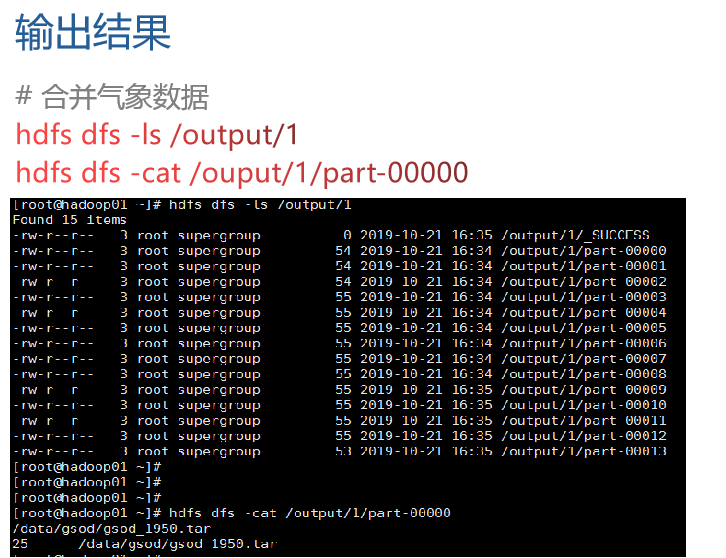 输出结果
# 合并气象数据
hdfs dfs -ls /output/1
hdfs dfs -cat /ouput/1/part-00000
[root@hadoop01 ~]# hdfs dfs -ls /output/1
Found 15 items
-rw-r--r-- 3 root supergroup 0 2019-10-21 16:35 /output/1/_SUCCESS
-rw-r--r-- 3 root supergroup 54 2019-10-21 16:34 /output/1/part-00000
-rw-r--r-- 3 root supergroup 54 2019-10-21 16:34 /output/1/part-00001
-rw-r--r-- 3 root supergroup 54 2019-10-21 16:34 /output/1/part-00002
-rw-r--r-- 3 root supergroup 55 2019-10-21 16:34 /output/1/part-00003
-rw-r--r-- 3 root supergroup 55 2019-10-21 16:34 /output/1/part-00004
-rw-r--r-- 3 root supergroup 55 2019-10-21 16:34 /output/1/part-00005
-rw-r--r-- 3 root supergroup 55 2019-10-21 16:34 /output/1/part-00006
-rw-r--r-- 3 root supergroup 55 2019-10-21 16:34 /output/1/part-00007
-rw-r--r-- 3 root supergroup 55 2019-10-21 16:34 /output/1/part-00008
-rw-r--r-- 3 root supergroup 55 2019-10-21 16:35 /output/1/part-00009
-rw-r--r-- 3 root supergroup 55 2019-10-21 16:35 /output/1/part-00010
-rw-r--r-- 3 root supergroup 55 2019-10-21 16:35 /output/1/part-00011
-rw-r--r-- 3 root supergroup 55 2019-10-21 16:35 /output/1/part-00012
-rw-r--r-- 3 root supergroup 53 2019-10-21 16:35 /output/1/part-00013
[root@hadoop01 ~]#
[root@hadoop01 ~]#
[root@hadoop01 ~]#
[root@hadoop01 ~]# hdfs dfs -cat /output/1/part-00000
/data/gsod/gsod_1950.tar
25 /data/gsod/gsod_1950.tar